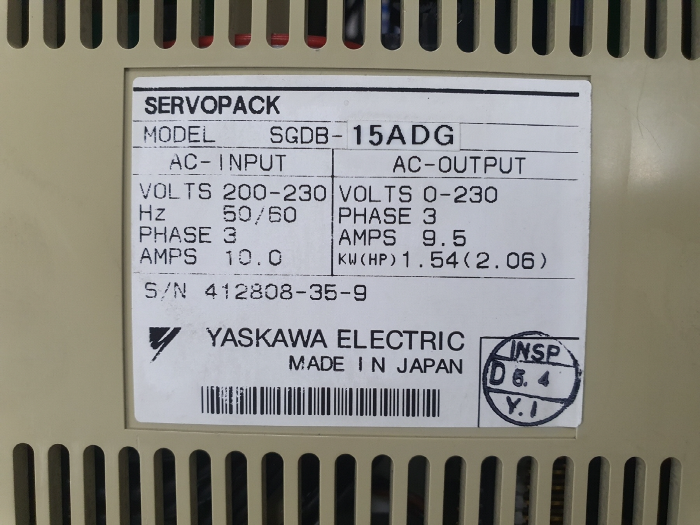 SERVOPACK
MODEL SGDB-15ADG
AC-INPUT AC-OUTPUT
VOLTS 200-230 VOLTS 0-230
Hz 50/60 PHASE 3
PHASE 3 AMPS 9.5
AMPS 10.0 KW(HP) 1.54(2.06)
S/N 412808-35-9
YASKAWA ELECTRIC
MADE IN JAPAN
INSP
D 6.4
Y.I